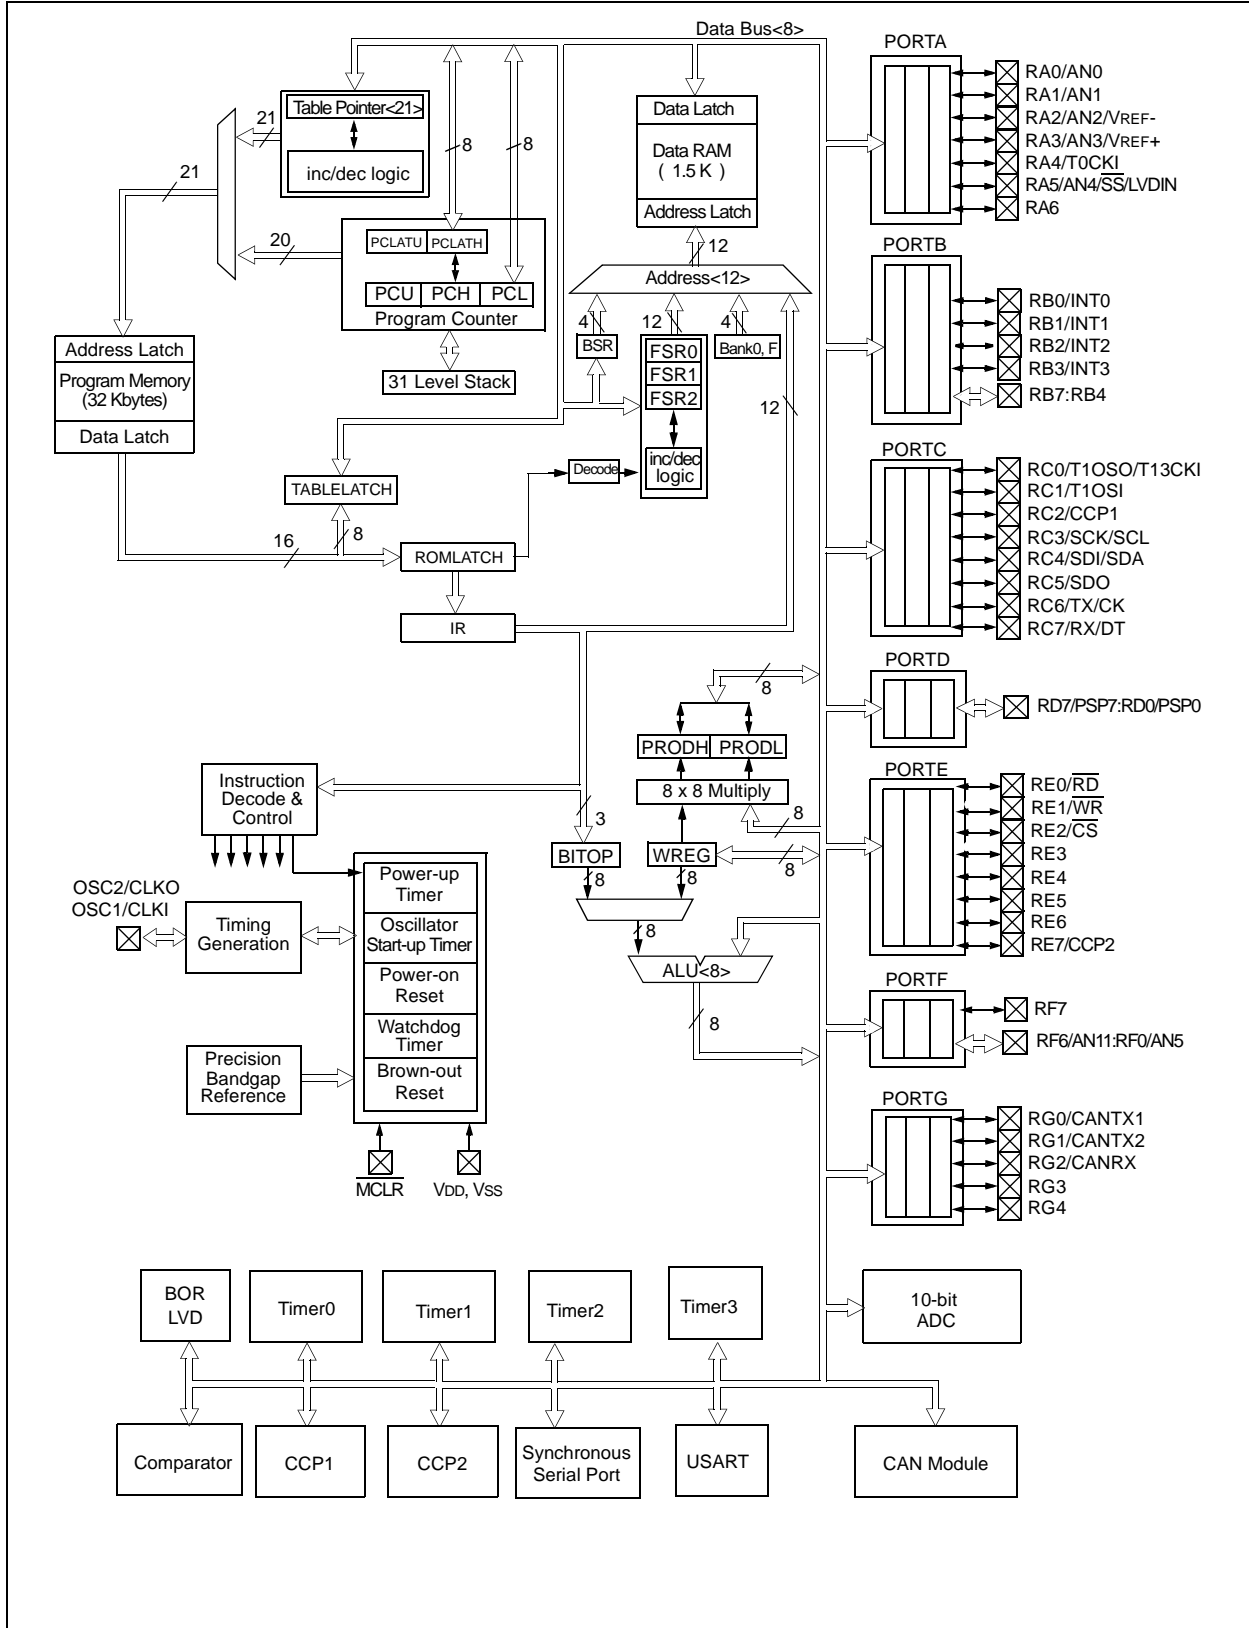 Data Bus<8>
Table Pointer<21>
inc/dec logic
21
21
20
8
8
PCLATU
PCLATH
PCU
PCH
PCL
Program Counter
31 Level Stack
Address Latch
Program Memory
(32 Kbytes)
Data Latch
TABLELATCH
16
8
ROMLATCH
IR
Data Latch
Data RAM
( 1.5 K )
Address Latch
12
Address<12>
4
12
4
BSR
FSR0
FSR1
FSR2
inc/dec
logic
Bank0, F
12
Decode
8
PRODH
PRODL
8 x 8 Multiply
8
3
BITOP
WREG
8
8
8
8
ALU<8>
8
Instruction
Decode &
Control
OSC2/CLKO
OSC1/CLKI
Timing
Generation
Power-up
Timer
Oscillator
Start-up Timer
Power-on
Reset
Watchdog
Timer
Brown-out
Reset
Precision
Bandgap
Reference
MCLR
VDD, VSS
PORTA
RA0/AN0
RA1/AN1
RA2/AN2/VREF-
RA3/AN3/VREF+
RA4/T0CKI
RA5/AN4/SS/LVDIN
RA6
PORTB
RB0/INT0
RB1/INT1
RB2/INT2
RB3/INT3
RB7:RB4
PORTC
RC0/T1OSO/T13CKI
RC1/T1OSI
RC2/CCP1
RC3/SCK/SCL
RC4/SDI/SDA
RC5/SDO
RC6/TX/CK
RC7/RX/DT
PORTD
RD7/PSP7:RD0/PSP0
PORTE
RE0/RD
RE1/WR
RE2/CS
RE3
RE4
RE5
RE6
RE7/CCP2
PORTF
RF7
RF6/AN11:RF0/AN5
PORTG
RG0/CANTX1
RG1/CANTX2
RG2/CANRX
RG3
RG4
BOR
LVD
Timer0
Timer1
Timer2
Timer3
10-bit
ADC
Comparator
CCP1
CCP2
Synchronous
Serial Port
USART
CAN Module